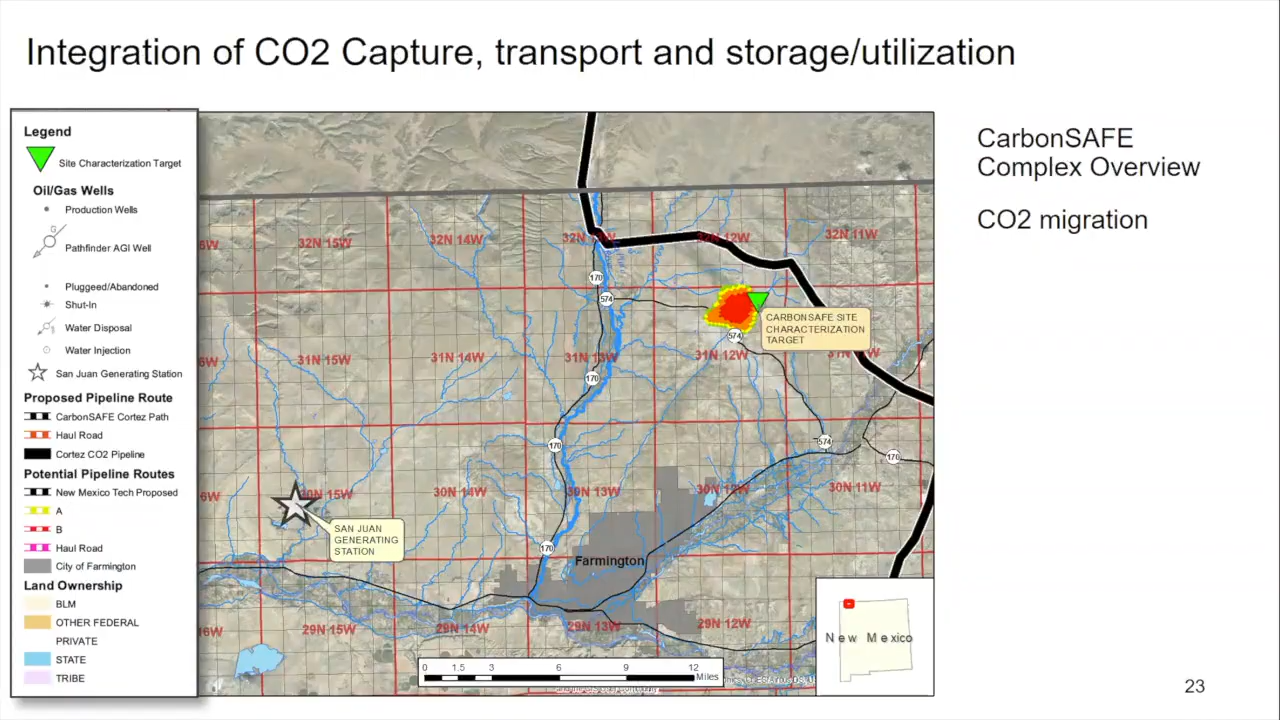 Integration of CO2 Capture, transport and storage/utilization
Legend
Site Characterization Target
Oil/Gas Wells
Production Wells
G
Pathfinder AGI Well
Pluggeed/Abandoned
Shut-In
Water Disposal
Water Injection
San Juan Generating Station
Proposed Pipeline Route
CarbonSAFE Cortez Path
Haul Road
Cortez CO2 Pipeline
Potential Pipeline Routes
New Mexico Tech Proposed
A
B
Haul Road
City of Farmington
Land Ownership
BLM
OTHER FEDERAL
PRIVATE
STATE
TRIBE
32N 15W
32N 14W
32N 11W
170
574
CARBONSAFE SITE
CHARACTERIZATION
TARGET
574
31N 15W
31N 14W
31N 12W
170
574
170
170
30N 14W
30N 13W
30N 11W
SAN JUAN
GENERATING
STATION
170
Farmington
29N 15W
29N 14W
29N 13W
29N 12W
0 1.5 3 6 9 12
Miles
New Mexico
CarbonSAFE
Complex Overview
CO2 migration
23